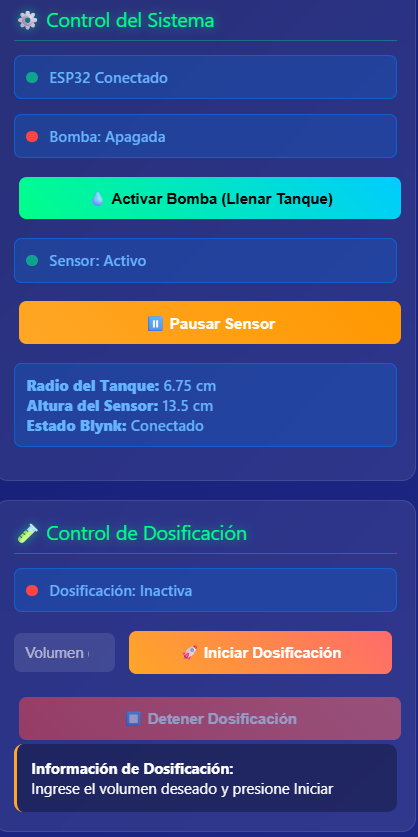 Control del Sistema
ESP32 Conectado
Bomba: Apagada
Activar Bomba (Llenar Tanque)
Sensor: Activo
Pausar Sensor
Radio del Tanque: 6.75 cm
Altura del Sensor: 13.5 cm
Estado Blynk: Conectado
Control de Dosificación
Dosificación: Inactiva
Volumen
Iniciar Dosificación
Detener Dosificación
Información de Dosificación:
Ingrese el volumen deseado y presione Iniciar